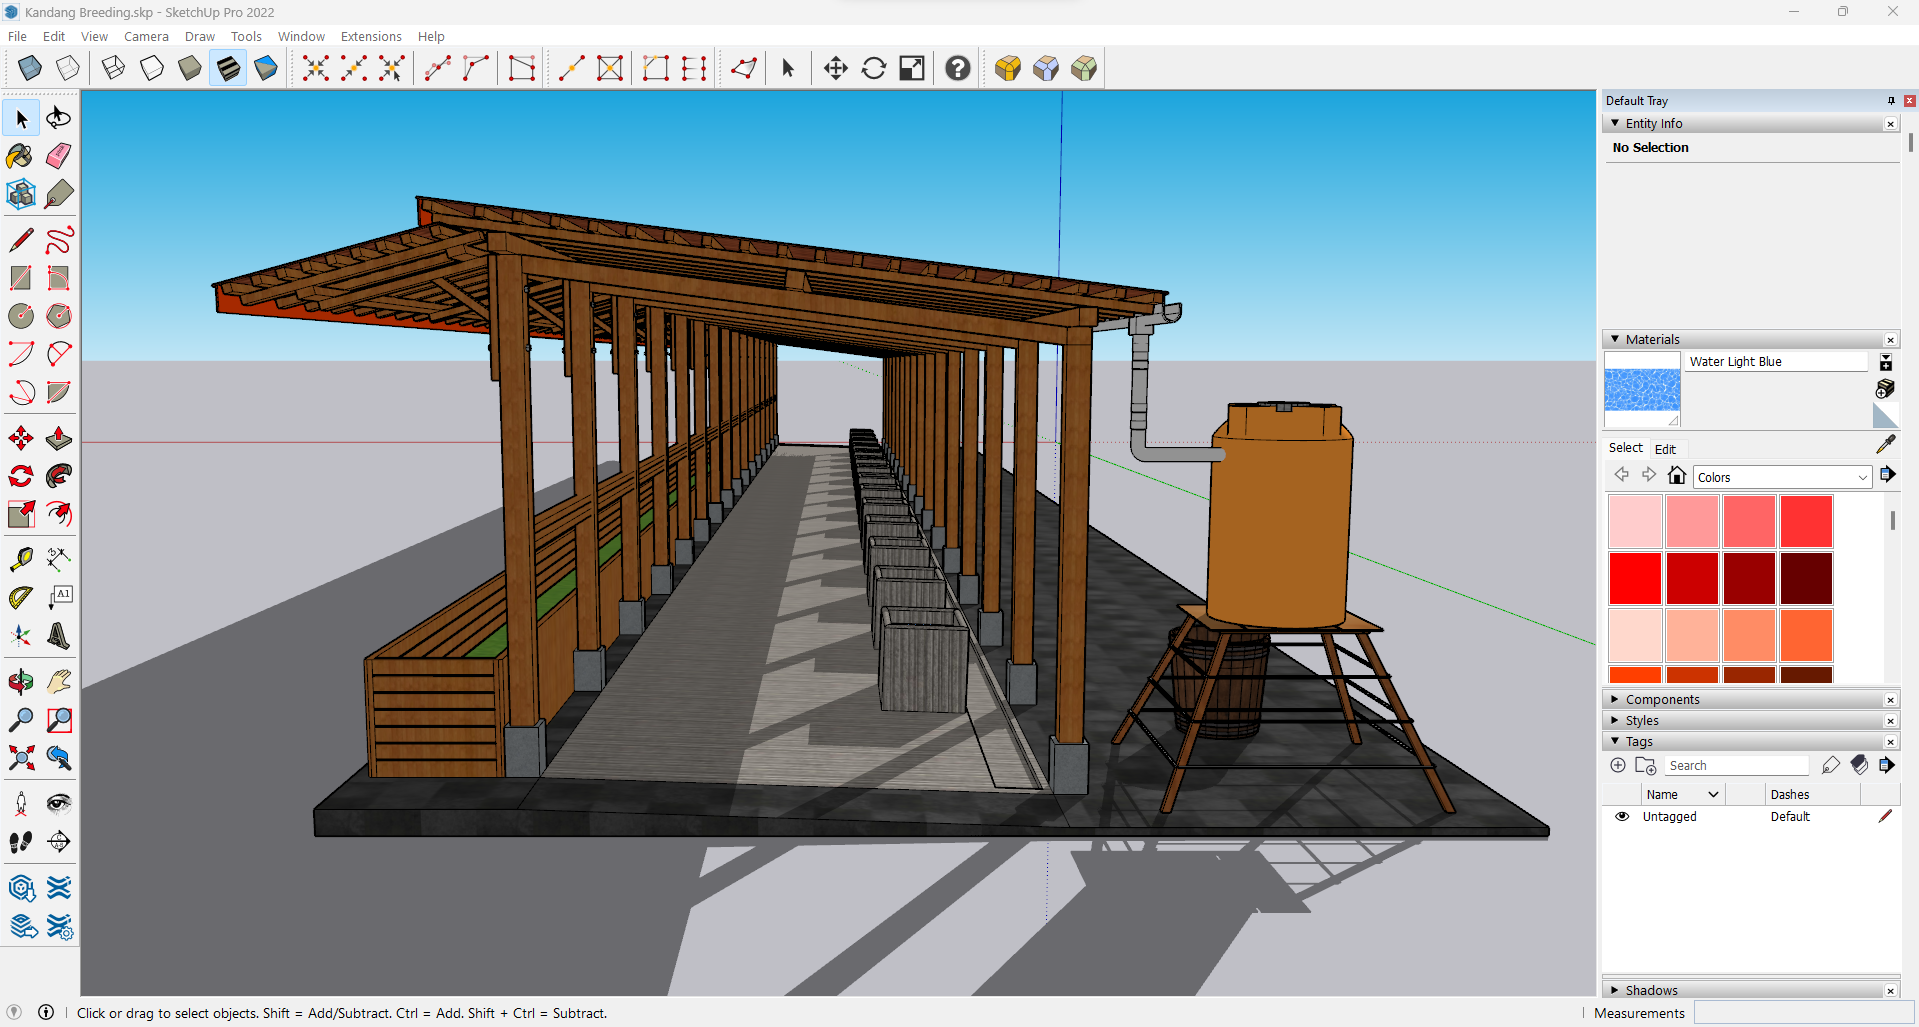 Kandang Breeding.skp - SketchUp Pro 2022
File Edit View Camera Draw Tools Window Extensions Help
Default Tray
Entity Info
No Selection
Materials
Water Light Blue
Select Edit
Colors
A1
Components
Styles
Tags
Search
Name Dashes
Untagged Default
Shadows
Click or drag to select objects. Shift = Add/Subtract. Ctrl = Add. Shift + Ctrl = Subtract.
Measurements